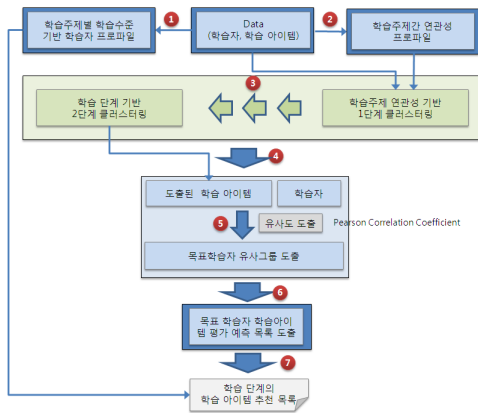 학습주제별 학습수준
기반 학습자 프로파일
1
Data
(학습자, 학습 아이템)
2
학습주제간 연관성
프로파일
3
학습 단계 기반
2단계 클러스터링
학습주제 연관성 기반
1단계 클러스터링
4
도출된 학습 아이템
학습자
5
유사도 도출
Pearson Correlation Coefficient
목표학습자 유사그룹 도출
6
목표 학습자 학습아이
템 평가 예측 목록 도출
7
학습 단계의
학습 아이템 추천 목록